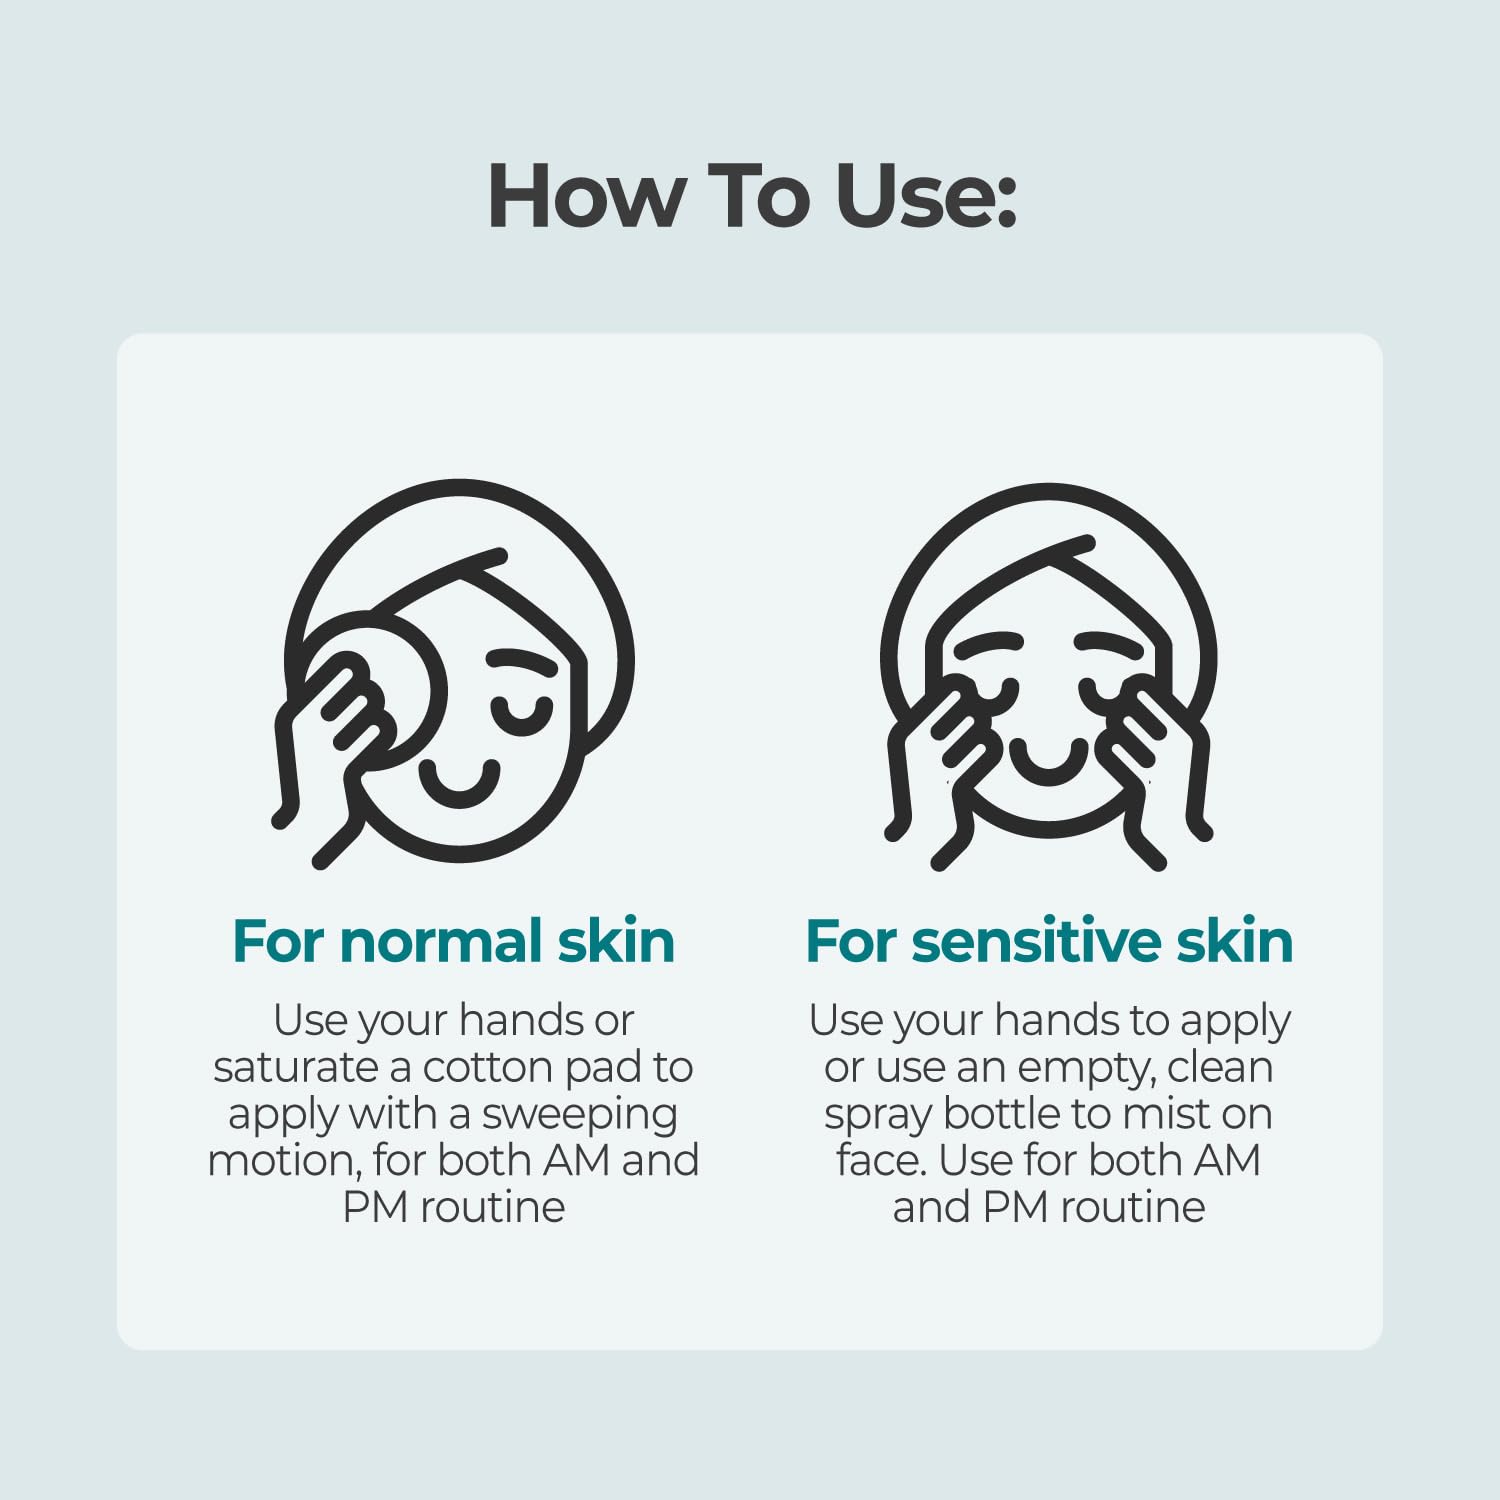 How To Use:
For normal skin
Use your hands or
saturate a cotton pad to
apply with a sweeping
motion, for both AM and
PM routine
For sensitive skin
Use your hands to apply
or use an empty, clean
spray bottle to mist on
face. Use for both AM
and PM routine